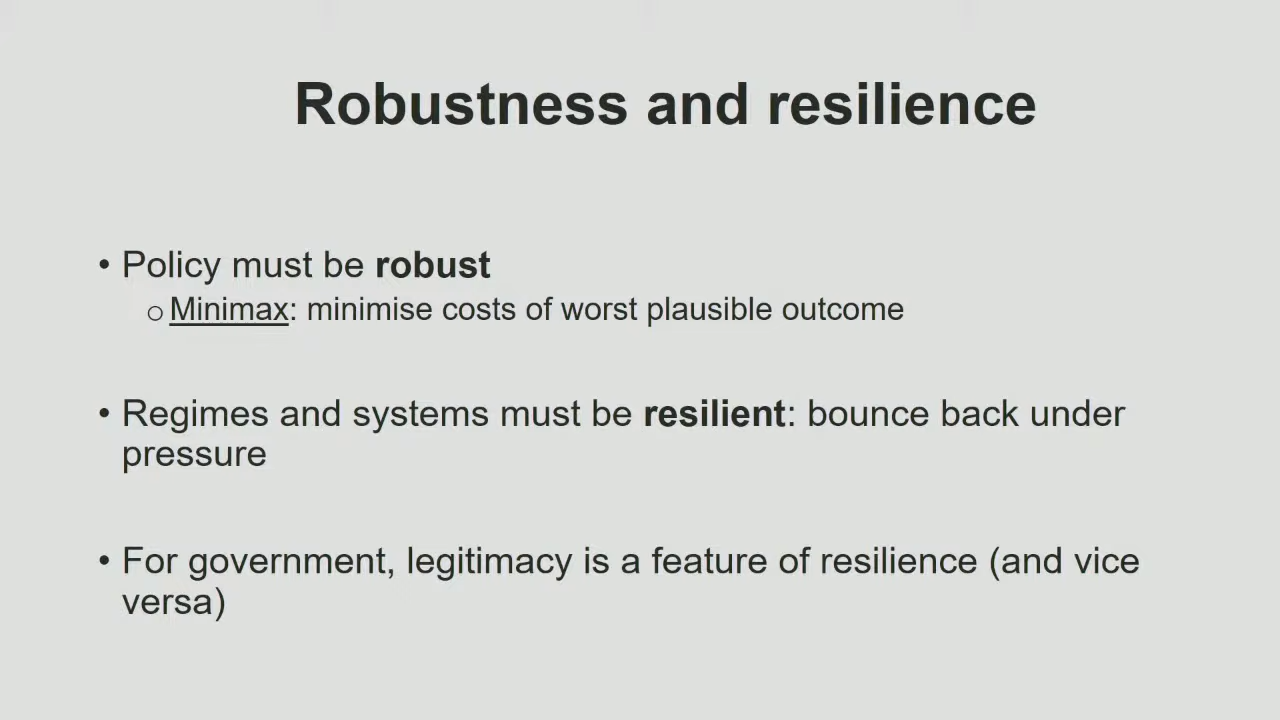 Robustness and resilience
• Policy must be robust
o Minimax: minimise costs of worst plausible outcome
• Regimes and systems must be resilient: bounce back under
pressure
• For government, legitimacy is a feature of resilience (and vice
versa)